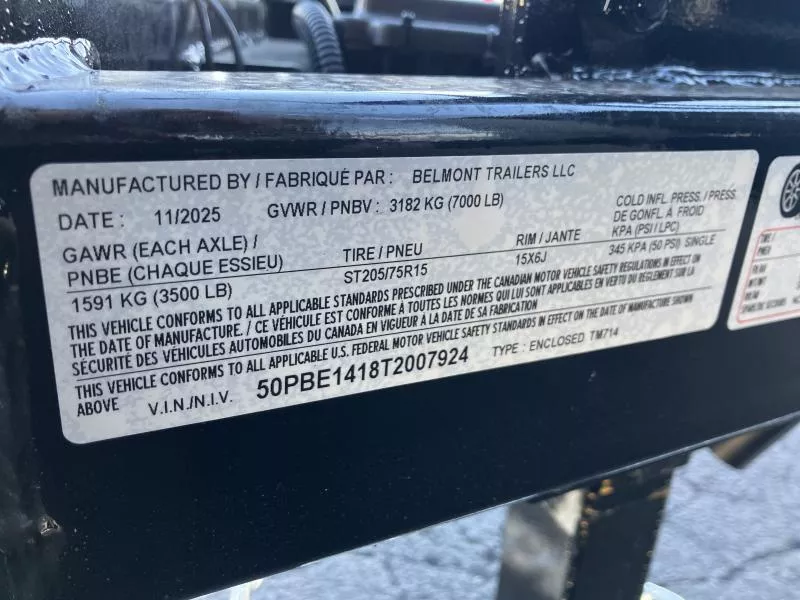 MANUFACTURED BY / FABRIQUÉ PAR : BELMONT TRAILERS LLC
DATE : 11/2025 GVWR / PNBV : 3182 KG (7000 LB)
GAWR (EACH AXLE) /
PNBE (CHAQUE ESSIEU)
1591 KG (3500 LB)
TIRE / PNEU
ST205/75R15
RIM / JANTE
15X6J
COLD INFL. PRESS. / PRESS.
DE GONFL. À FROID
KPA (PSI / LPC)
345 KPA (50 PSI) SINGLE
THIS VEHICLE CONFORMS TO ALL APPLICABLE STANDARDS PRESCRIBED UNDER THE CANADIAN MOTOR VEHICLE SAFETY REGULATIONS IN EFFECT ON
THE DATE OF MANUFACTURE. / CE VÉHICULE EST CONFORME À TOUTES LES NORMES QUI LUI SONT APPLICABLES EN VERTU DU RÈGLEMENT SUR LA
SÉCURITÉ DES VÉHICULES AUTOMOBILES DU CANADA EN VIGUEUR À LA DATE DE SA FABRICATION
THIS VEHICLE CONFORMS TO ALL APPLICABLE U.S. FEDERAL MOTOR VEHICLE SAFETY STANDARDS IN EFFECT ON THE DATE OF MANUFACTURE SHOWN
ABOVE V.I.N./N.I.V. 50PBE1418T2007924 TYPE : ENCLOSED TM714
TIRE /
PNEU